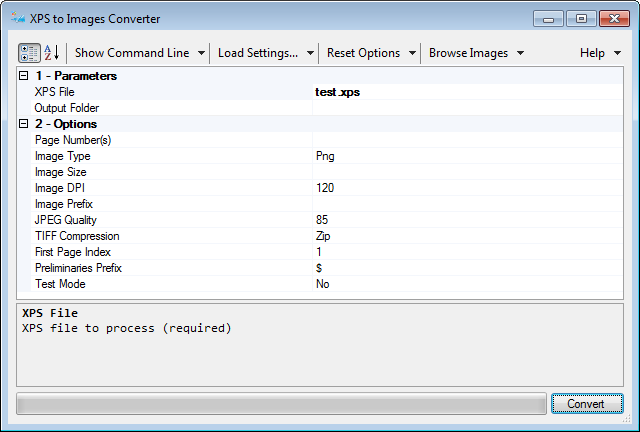 XPS to Images Converter
Show Command Line Load Settings... Reset Options Browse Images Help
1 - Parameters
XPS File test.xps
Output Folder
2 - Options
Page Number(s)
Image Type Png
Image Size
Image DPI 120
Image Prefix
JPEG Quality 85
TIFF Compression Zip
First Page Index 1
Preliminaries Prefix $
Test Mode No
XPS File
XPS file to process (required)
Convert